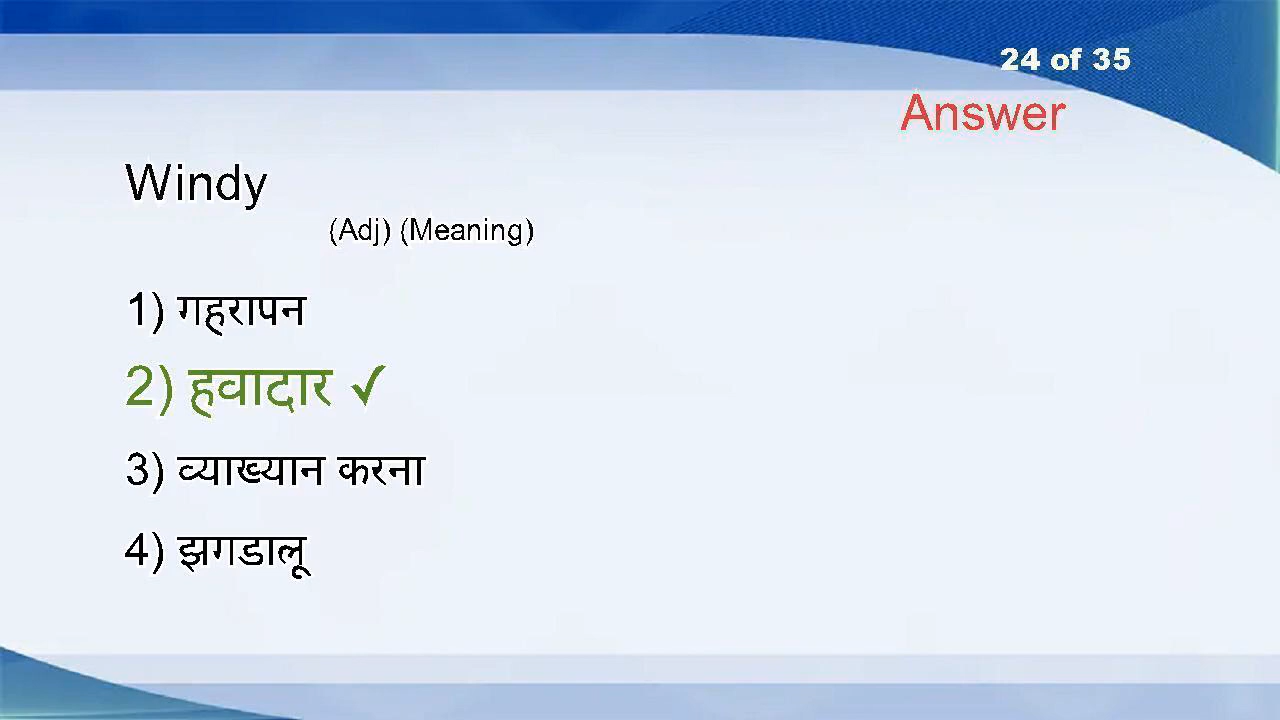 24 of 35
Answer
Windy
(Adj) (Meaning)
1) गहरापन
2) हवादार ✓
3) व्याख्यान करना
4) झगडालू